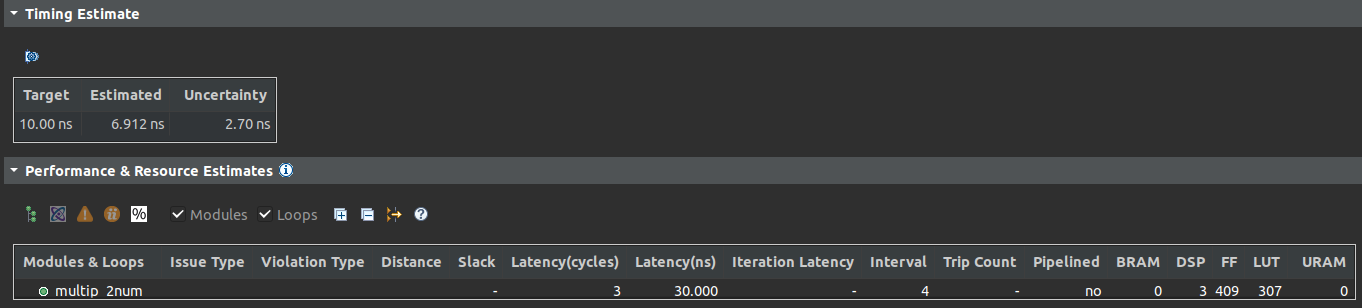 Timing Estimate
Target Estimated Uncertainty
10.00 ns 6.912 ns 2.70 ns
Performance & Resource Estimates
% Modules Loops
Modules & Loops Issue Type Violation Type Distance Slack Latency(cycles) Latency(ns) Iteration Latency Interval Trip Count Pipelined BRAM DSP FF LUT URAM
multip_2num - 3 30.000 - 4 - no 0 3 409 307 0